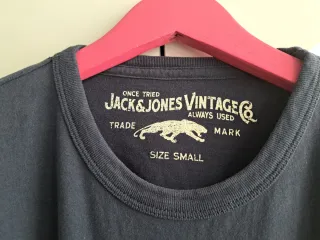 ONCE TRIED
JACK&JONES VINTAGE Co.
ALWAYS USED
TRADE MARK
SIZE SMALL